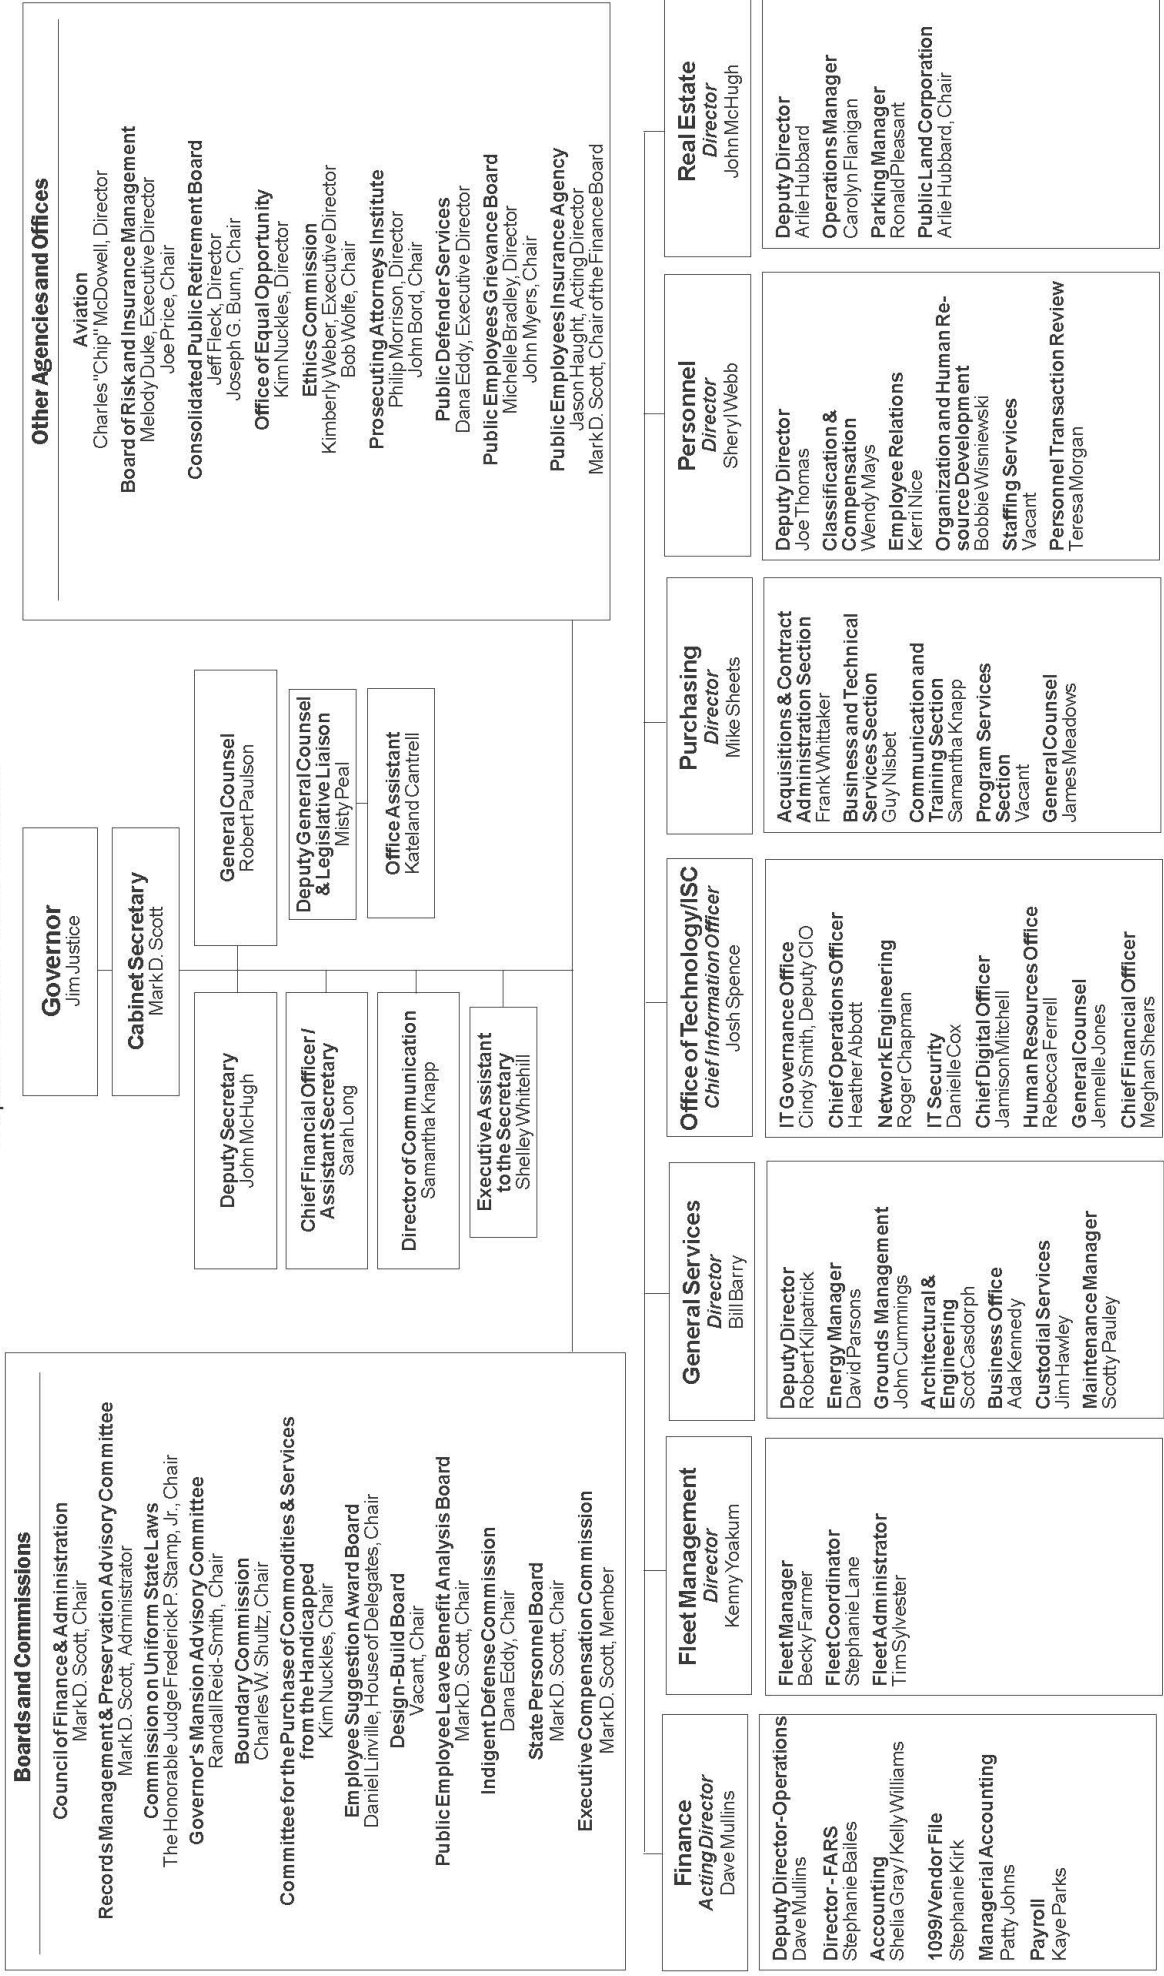 Boards and Commissions
Council of Finance & Administration
Mark D. Scott, Chair
Records Management & Preservation Advisory Committee
Mark D. Scott, Administrator
Commission on Uniform State Laws
The Honorable Judge Frederick P. Stamp, Jr., Chair
Governor's Mansion Advisory Committee
Randall Reid-Smith, Chair
Boundary Commission
Charles W. Shultz, Chair
Committee for the Purchase of Commodities & Services
from the Handicapped
Kim Nuckles, Chair
Employee Suggestion Award Board
Daniel Linville, House of Delegates, Chair
Design-Build Board
Vacant, Chair
Public Employee Leave Benefit Analysis Board
Mark D. Scott, Chair
Indigent Defense Commission
Dana Eddy, Chair
State Personnel Board
Mark D. Scott, Chair
Executive Compensation Commission
Mark D. Scott, Member
Governor
Jim Justice
Cabinet Secretary
Mark D. Scott
Deputy Secretary
John McHugh
Chief Financial Officer /
Assistant Secretary
Sarah Long
Director of Communication
Samantha Knapp
Executive Assistant
to the Secretary
Shelley Whitehill
General Counsel
Robert Paulson
Deputy General Counsel
& Legislative Liaison
Misty Peal
Office Assistant
Kateland Cantrell
Other Agencies and Offices
Aviation
Charles "Chip" McDowell, Director
Board of Risk and Insurance Management
Melody Duke, Executive Director
Joe Price, Chair
Consolidated Public Retirement Board
Jeff Fleck, Director
Joseph G. Bunn, Chair
Office of Equal Opportunity
Kim Nuckles, Director
Ethics Commission
Kimberly Weber, Executive Director
Bob Wolfe, Chair
Prosecuting Attorneys Institute
Philip Morrison, Director
John Bord, Chair
Public Defender Services
Dana Eddy, Executive Director
Public Employees Grievance Board
Michelle Bradley, Director
John Myers, Chair
Public Employees Insurance Agency
Jason Haught, Acting Director
Mark D. Scott, Chair of the Finance Board
Finance
Acting Director
Dave Mullins
Deputy Director-Operations
Dave Mullins
Director - FARS
Stephanie Bailes
Accounting
Shelia Gray / Kelly Williams
1099/Vendor File
Stephanie Kirk
Managerial Accounting
Patty Johns
Payroll
Kaye Parks
Fleet Management
Director
Kenny Yoakum
Fleet Manager
Becky Farmer
Fleet Coordinator
Stephanie Lane
Fleet Administrator
Tim Sylvester
General Services
Director
Bill Barry
Deputy Director
Robert Kilpatrick
Energy Manager
David Parsons
Grounds Management
John Cummings
Architectural &
Engineering
Scot Casdorph
Business Office
Ada Kennedy
Custodial Services
Jim Hawley
Maintenance Manager
Scotty Pauley
Office of Technology/ISC
Chief Information Officer
Josh Spence
IT Governance Office
Cindy Smith, Deputy CIO
Chief Operations Officer
Heather Abbott
Network Engineering
Roger Chapman
IT Security
Danielle Cox
Chief Digital Officer
Jamison Mitchell
Human Resources Office
Rebecca Ferrell
General Counsel
Jennelle Jones
Chief Financial Officer
Meghan Shears
Purchasing
Director
Mike Sheets
Acquisitions & Contract
Administration Section
Frank Whittaker
Business and Technical
Services Section
Guy Nisbet
Communication and
Training Section
Samantha Knapp
Program Services
Section
Vacant
General Counsel
James Meadows
Personnel
Director
Sheryl Webb
Deputy Director
Joe Thomas
Classification &
Compensation
Wendy Mays
Employee Relations
Kerri Nice
Organization and Human Re-
source Development
Bobbie Wisniewski
Staffing Services
Vacant
Personnel Transaction Review
Teresa Morgan
Real Estate
Director
John McHugh
Deputy Director
Arlie Hubbard
Operations Manager
Carolyn Flanigan
Parking Manager
Ronald Pleasant
Public Land Corporation
Arlie Hubbard, Chair